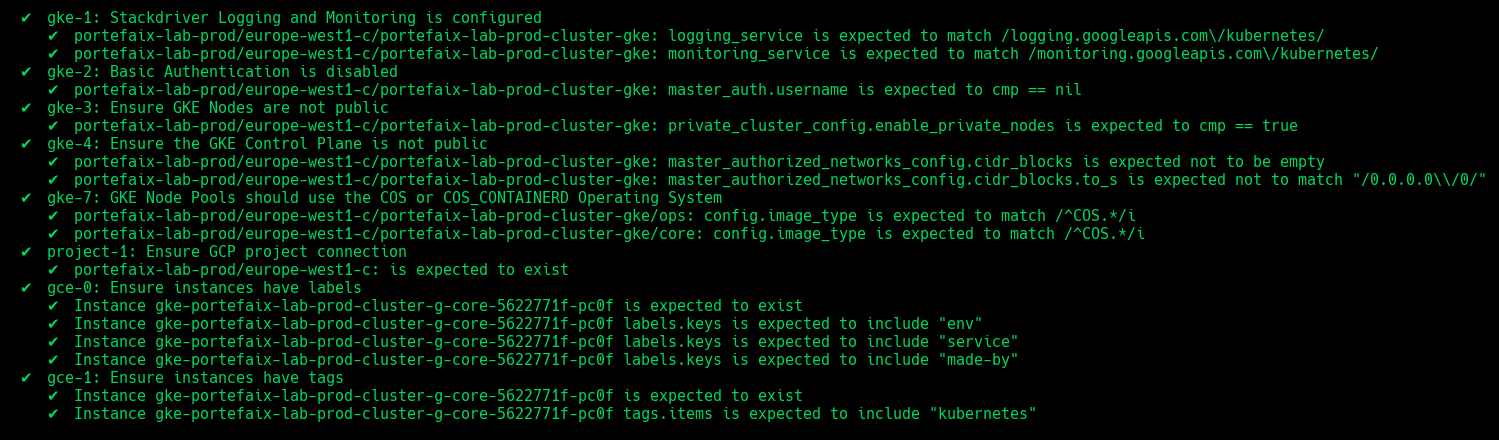 ✔ gke-1: Stackdriver Logging and Monitoring is configured
✔ portefaix-lab-prod/europe-west1-c/portefaix-lab-prod-cluster-gke: logging_service is expected to match /logging.googleapis.com\/kubernetes/
✔ portefaix-lab-prod/europe-west1-c/portefaix-lab-prod-cluster-gke: monitoring_service is expected to match /monitoring.googleapis.com\/kubernetes/
✔ gke-2: Basic Authentication is disabled
✔ portefaix-lab-prod/europe-west1-c/portefaix-lab-prod-cluster-gke: master_auth.username is expected to cmp == nil
✔ gke-3: Ensure GKE Nodes are not public
✔ portefaix-lab-prod/europe-west1-c/portefaix-lab-prod-cluster-gke: private_cluster_config.enable_private_nodes is expected to cmp == true
✔ gke-4: Ensure the GKE Control Plane is not public
✔ portefaix-lab-prod/europe-west1-c/portefaix-lab-prod-cluster-gke: master_authorized_networks_config.cidr_blocks is expected not to be empty
✔ portefaix-lab-prod/europe-west1-c/portefaix-lab-prod-cluster-gke: master_authorized_networks_config.cidr_blocks.to_s is expected not to match "/0.0.0.0\\/0/"
✔ gke-7: GKE Node Pools should use the COS or COS_CONTAINERD Operating System
✔ portefaix-lab-prod/europe-west1-c/portefaix-lab-prod-cluster-gke/ops: config.image_type is expected to match /^COS.*/i
✔ portefaix-lab-prod/europe-west1-c/portefaix-lab-prod-cluster-gke/core: config.image_type is expected to match /^COS.*/i
✔ project-1: Ensure GCP project connection
✔ portefaix-lab-prod/europe-west1-c: is expected to exist
✔ gce-0: Ensure instances have labels
✔ Instance gke-portefaix-lab-prod-cluster-g-core-5622771f-pc0f is expected to exist
✔ Instance gke-portefaix-lab-prod-cluster-g-core-5622771f-pc0f labels.keys is expected to include "env"
✔ Instance gke-portefaix-lab-prod-cluster-g-core-5622771f-pc0f labels.keys is expected to include "service"
✔ Instance gke-portefaix-lab-prod-cluster-g-core-5622771f-pc0f labels.keys is expected to include "made-by"
✔ gce-1: Ensure instances have tags
✔ Instance gke-portefaix-lab-prod-cluster-g-core-5622771f-pc0f is expected to exist
✔ Instance gke-portefaix-lab-prod-cluster-g-core-5622771f-pc0f tags.items is expected to include "kubernetes"